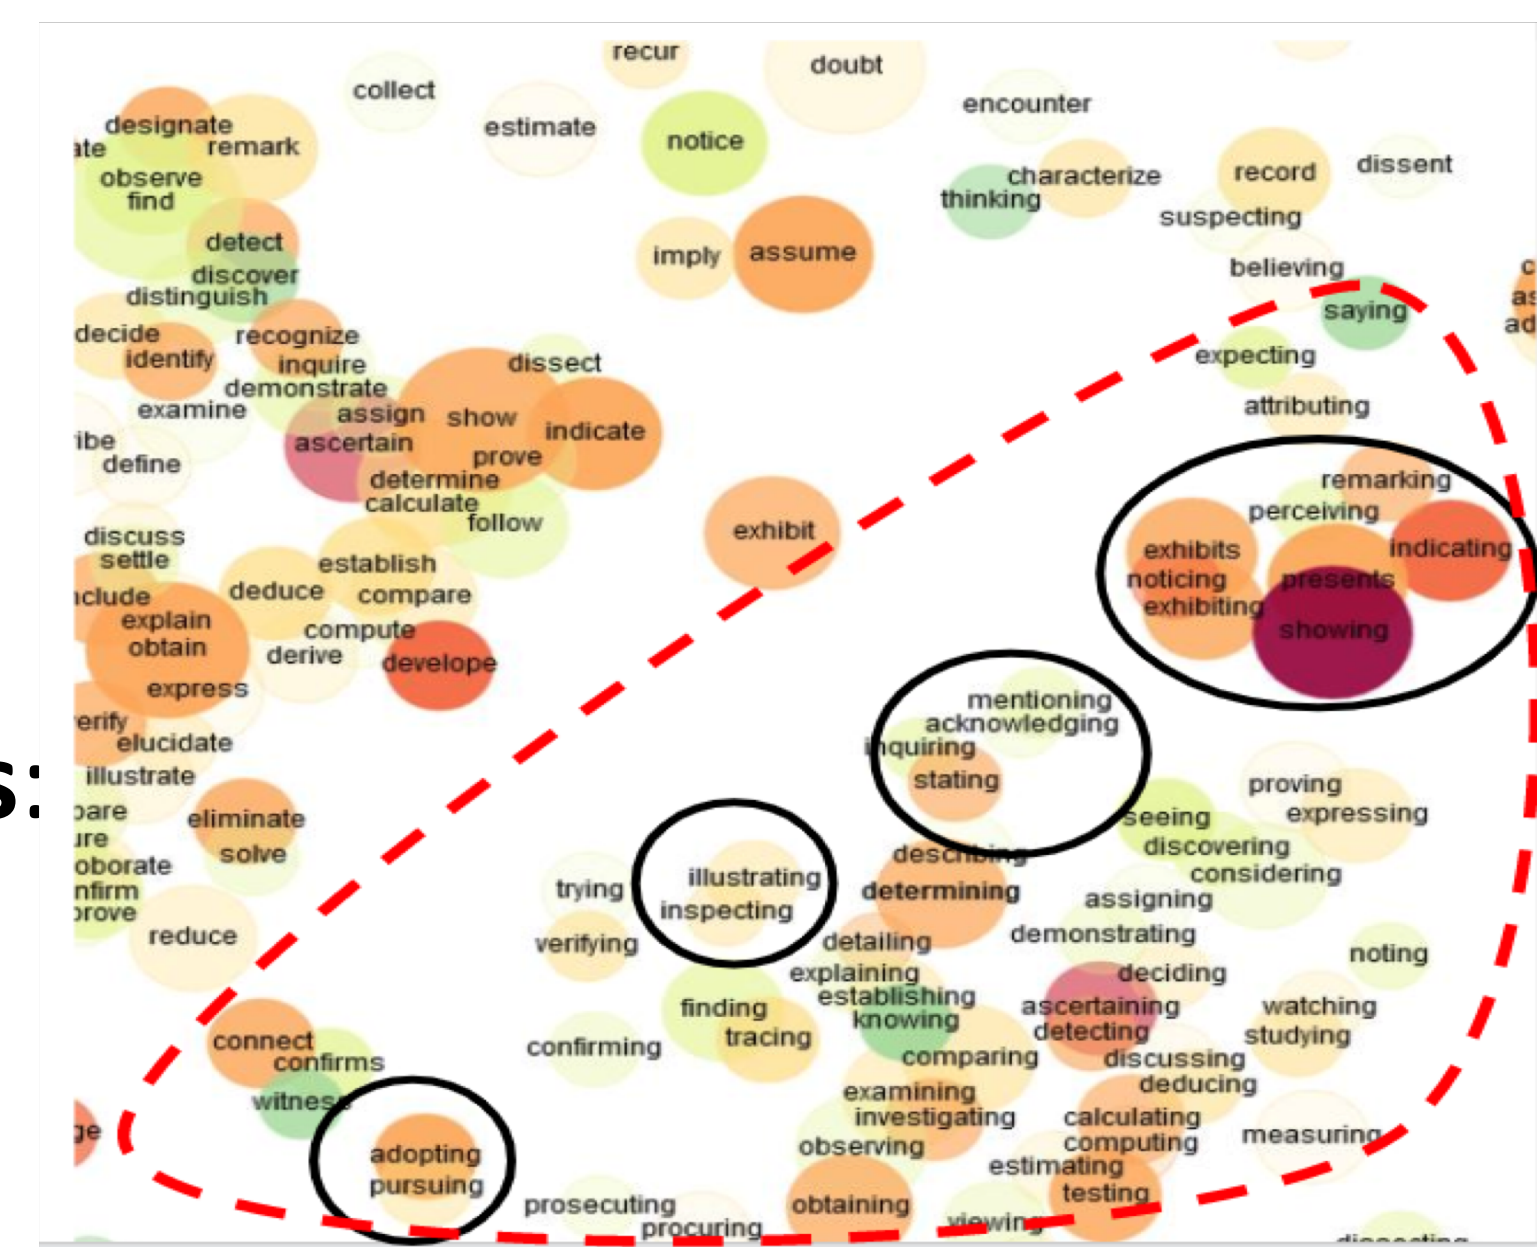 recur
doubt
collect
encounter
estimate
designate
remark
notice
observe
find
characterize
thinking
record
dissent
suspecting
detect
discover
distinguish
imply
assume
believing
saying
decide
identify
recognize
inquire
demonstrate
dissect
expecting
examine
assign
ascertain
show
indicate
attributing
define
prove
determine
calculate
follow
remarking
perceiving
exhibit
exhibits
indicating
noticing
presents
exhibiting
showing
discuss
settle
establish
deduce
compare
explain
obtain
compute
derive
develope
express
elucidate
illustrate
mentioning
acknowledging
inquiring
stating
eliminate
solve
proving
expressing
seeing
discovering
considering
describing
determining
assigning
trying
illustrating
inspecting
reduce
verifying
detailing
demonstrating
noting
explaining
establishing
knowing
deciding
finding
tracing
ascertaining
detecting
watching
studying
connect
confirms
confirming
comparing
discussing
deducing
witness
examining
investigating
calculating
computing
observing
measuring
adopting
pursuing
estimating
testing
prosecuting
procuring
obtaining
viewing